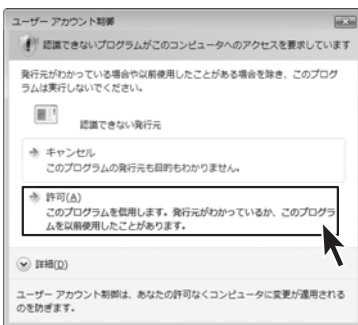 ユーザー アカウント制御
認識できないプログラムがこのコンピュータへのアクセスを要求しています
発行元がわかっている場合や以前使用したことがある場合を除き、このプログ
ラムは実行しないでください。
認識できない発行元
キャンセル
このプログラムの発行元も目的もわかりません。
許可(A)
このプログラムを信用します。発行元がわかっているか、このプログラ
ムを以前使用したことがあります。
詳細(D)
ユーザー アカウント制御は、あなたの許可なくコンピュータに変更が適用される
のを防ぎます。